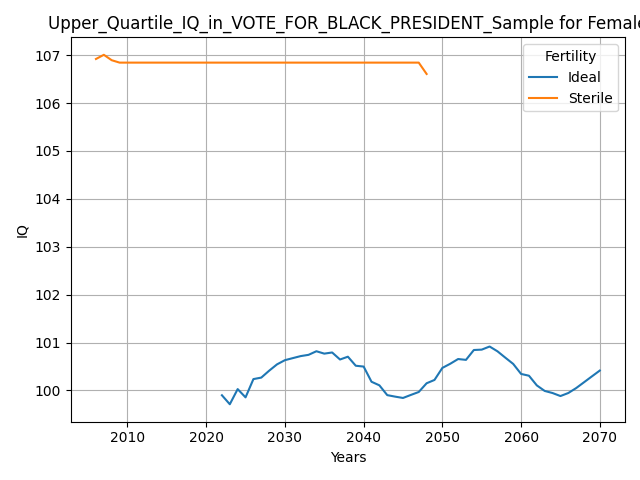 Upper_Quartile_IQ_in_VOTE_FOR_BLACK_PRESIDENT_Sample for Female
107
106
105
104
103
102
101
100
IQ
Fertility
Ideal
Sterile
2010 2020 2030 2040 2050 2060 2070
Years